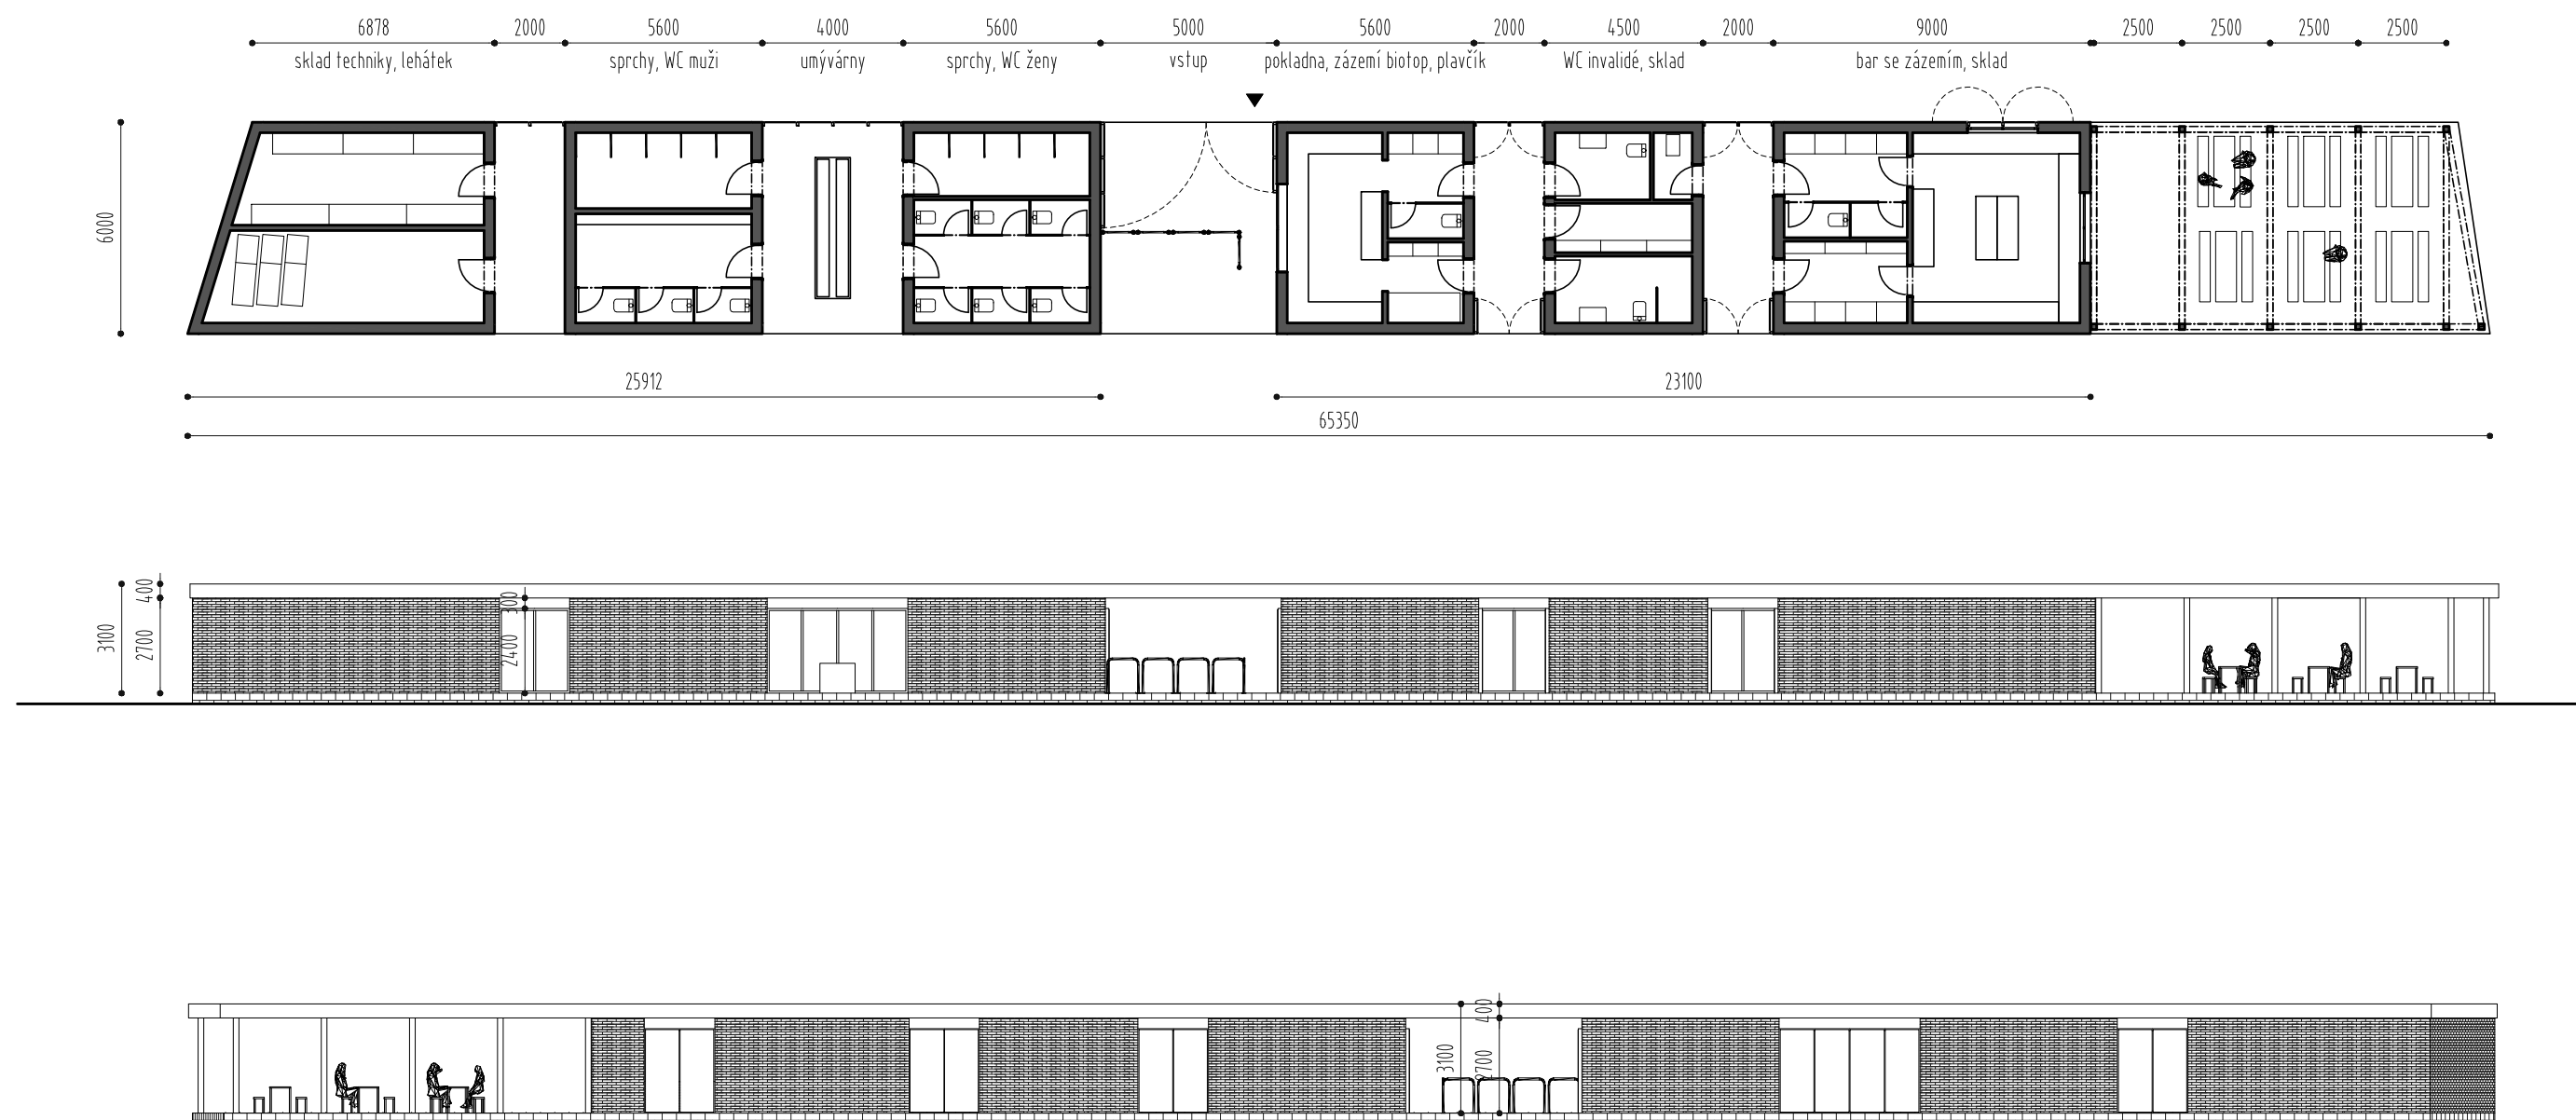 6878 2000 5600 4000 5600 5000 5600 2000 4500 2000 9000 2500 2500 2500 2500
sklad techniky, lehátek sprchy, WC muži umývárny sprchy, WC ženy vstup pokladna, zázemí biotop, plavčík WC invalidé, sklad bar se zázemím, sklad
6000
25912 23100
65350
3100 400 2700 300 2400
3100 400 2700